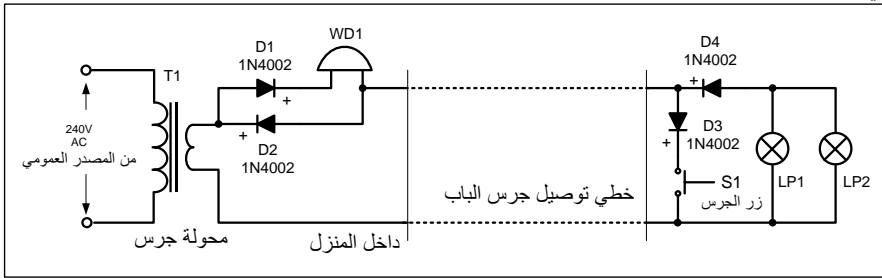 WD1
D1
1N4002
+
T1
+
D2
1N4002
240V
AC
من المصدر العمومي
محولة جرس
داخل المنزل
خطي توصيل جرس الباب
D4
1N4002
+
D3
1N4002
+
S1
زر الجرس
LP1
LP2